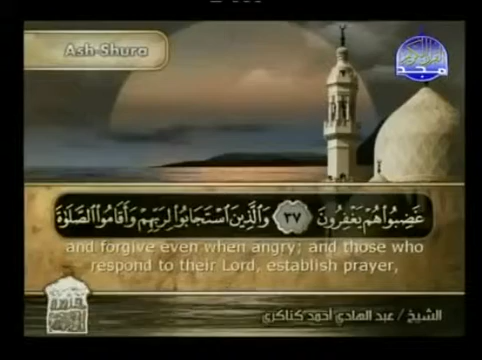 Ash-Shura
مجد
غَضِبُوا۟ هُمْ يَغْفِرُونَ ٣٧ وَٱلَّذِينَ ٱسْتَجَابُوا۟ لِرَبِّهِمْ وَأَقَامُوا۟ ٱلصَّلَوٰةَ
and forgive even when angry; and those who
respond to their Lord, establish prayer,
الشيخ / عبد الهادي أحمد كناكري